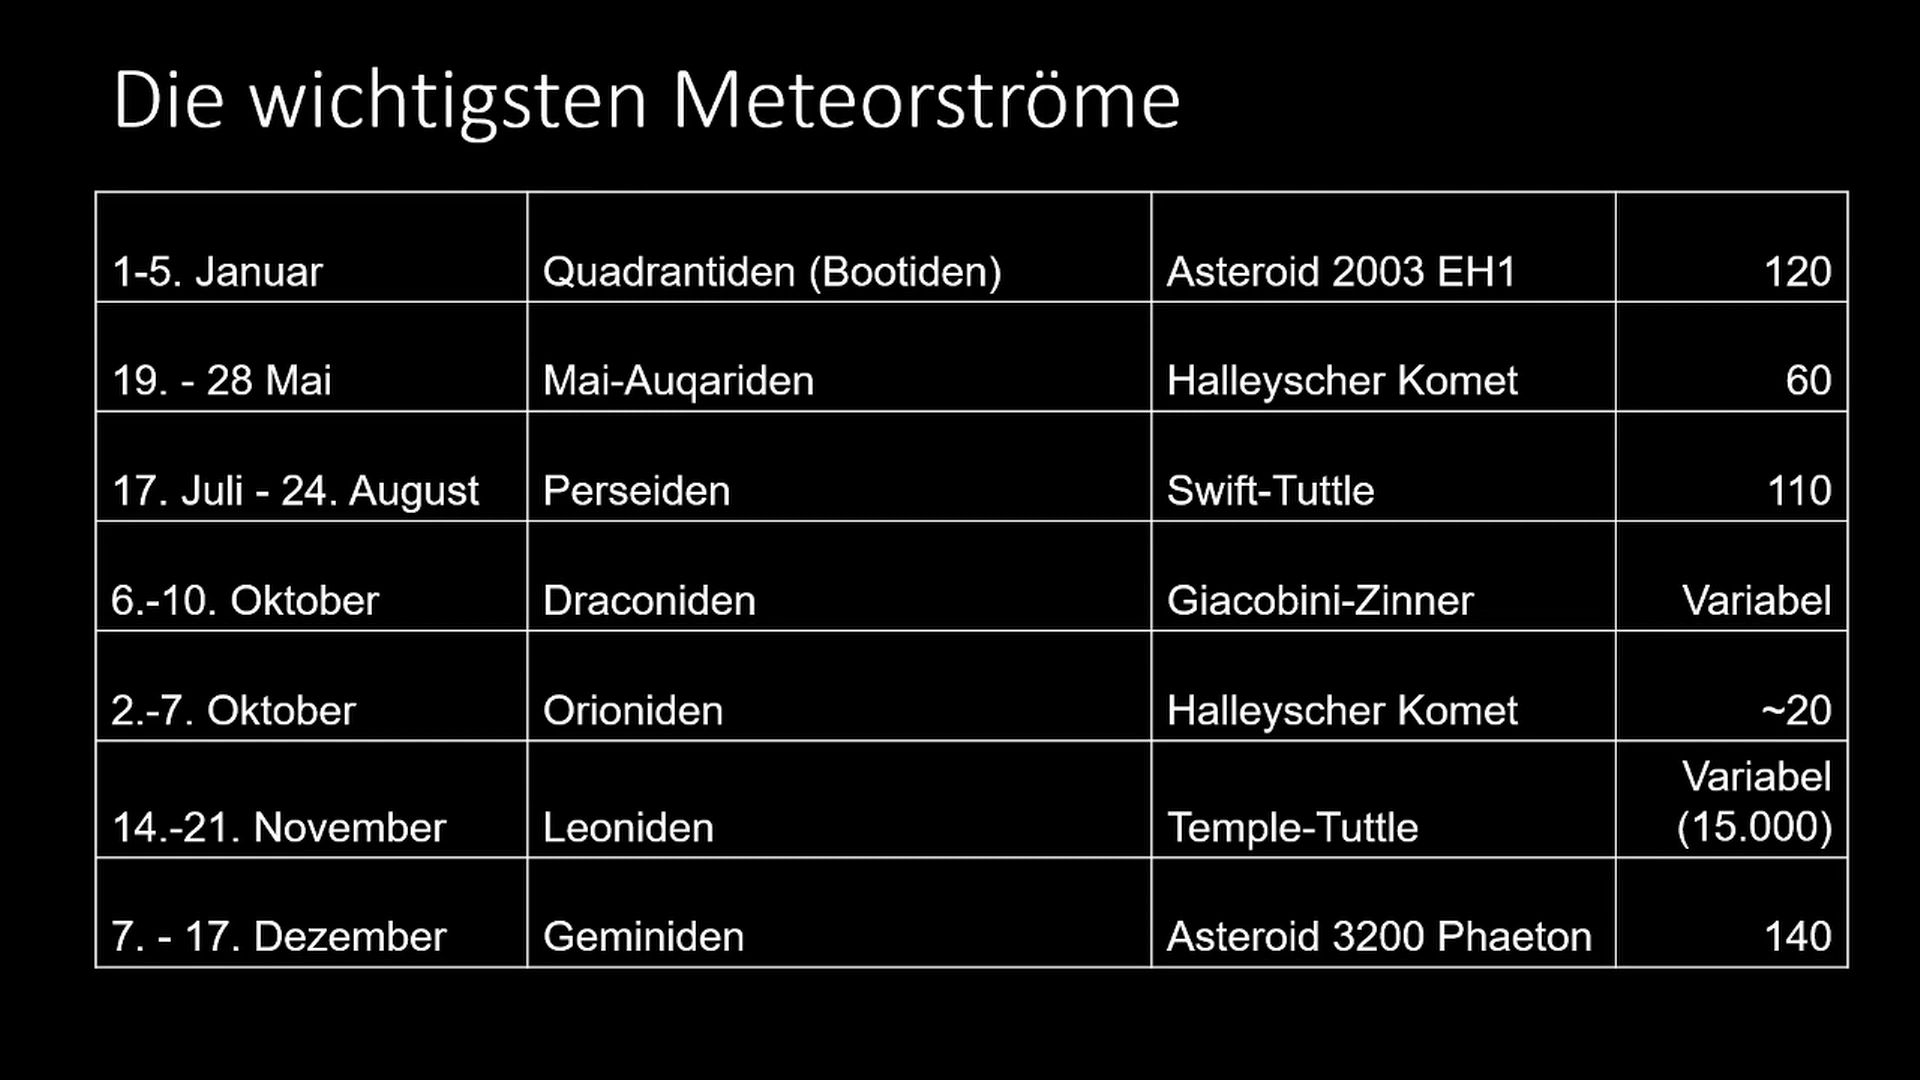 Die wichtigsten Meteorströme
1-5. Januar Quadrantiden (Bootiden) Asteroid 2003 EH1 120
19. - 28 Mai Mai-Auqariden Halleyscher Komet 60
17. Juli - 24. August Perseiden Swift-Tuttle 110
6.-10. Oktober Draconiden Giacobini-Zinner Variabel
2.-7. Oktober Orioniden Halleyscher Komet ~20
14.-21. November Leoniden Temple-Tuttle Variabel (15.000)
7. - 17. Dezember Geminiden Asteroid 3200 Phaeton 140